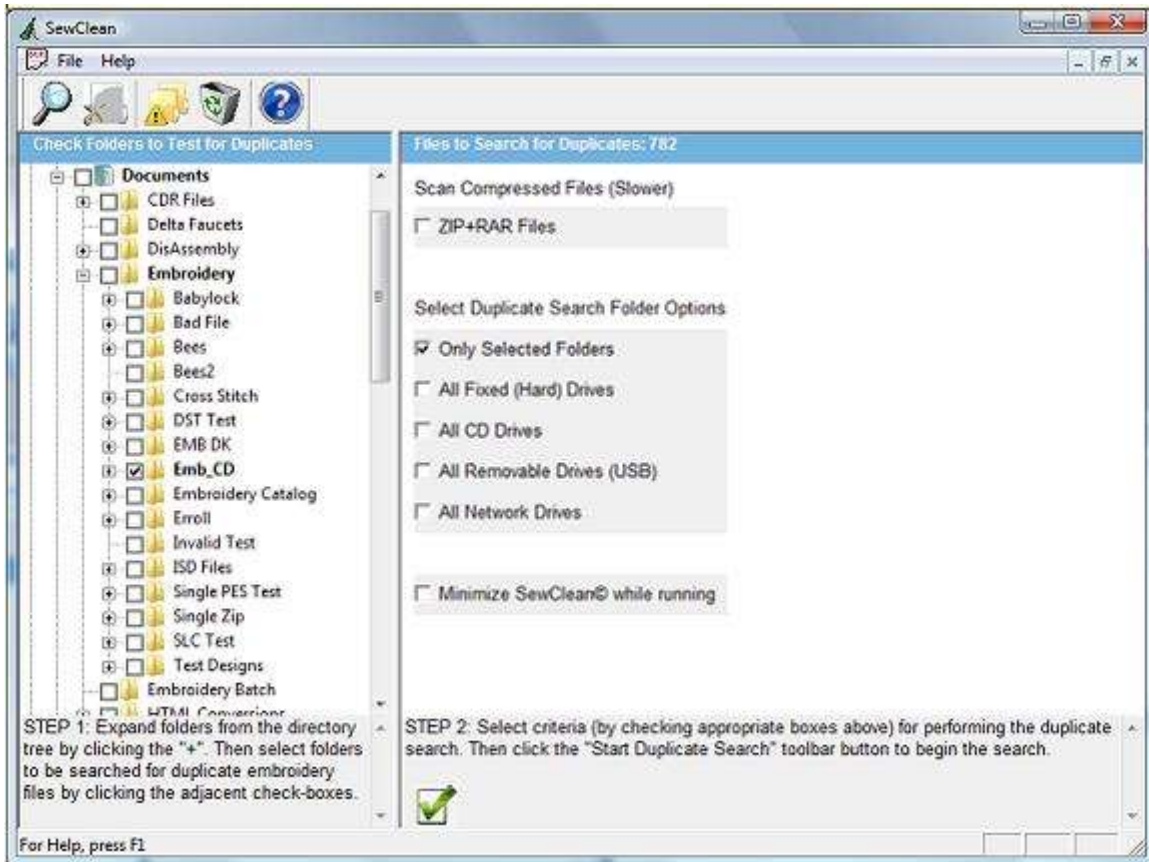 SewClean
File Help
Check Folders to Test for Duplicates
Documents
CDR Files
Delta Faucets
DisAssembly
Embroidery
Babylock
Bad File
Bees
Bees2
Cross Stitch
DST Test
EMB DK
Emb_CD
Embroidery Catalog
Erroll
Invalid Test
ISD Files
Single PES Test
Single Zip
SLC Test
Test Designs
Embroidery Batch
HTML Conversions
STEP 1: Expand folders from the directory
tree by clicking the "+". Then select folders
to be searched for duplicate embroidery
files by clicking the adjacent check-boxes.
Files to Search for Duplicates: 782
Scan Compressed Files (Slower)
ZIP+RAR Files
Select Duplicate Search Folder Options
Only Selected Folders
All Fixed (Hard) Drives
All CD Drives
All Removable Drives (USB)
All Network Drives
Minimize SewClean© while running
STEP 2: Select criteria (by checking appropriate boxes above) for performing the duplicate
search. Then click the "Start Duplicate Search" toolbar button to begin the search.
For Help, press F1